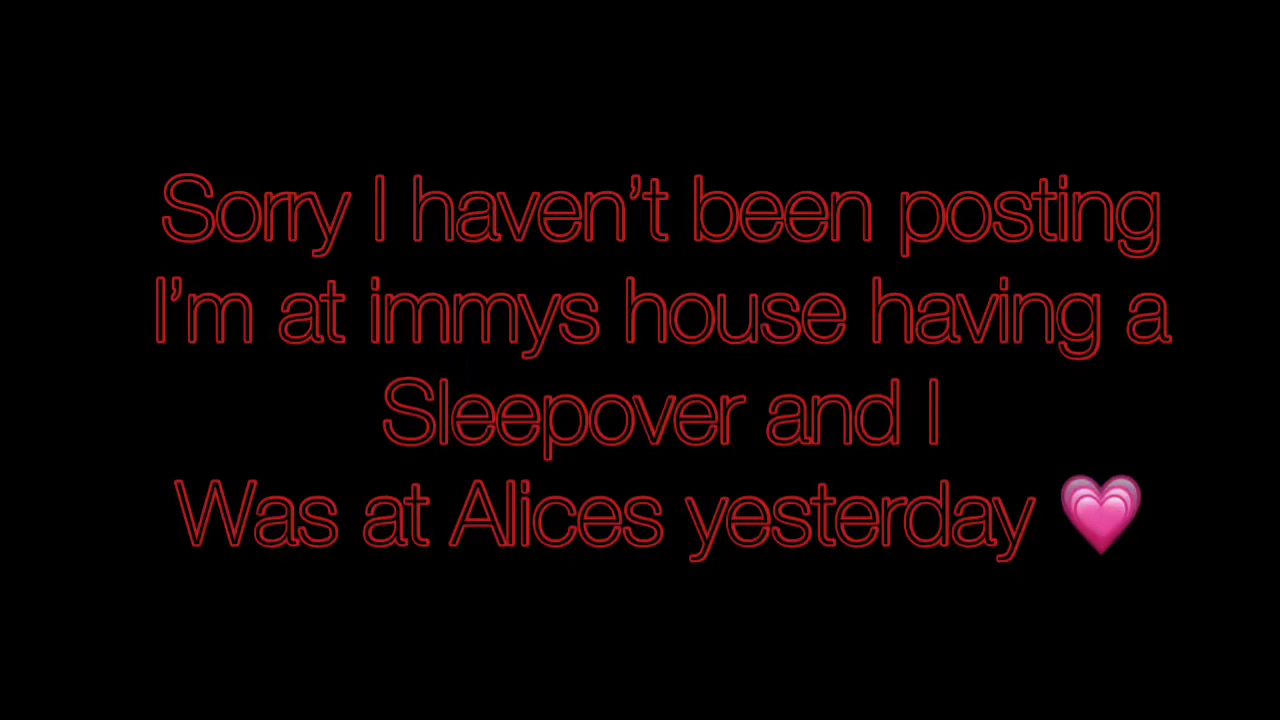 Sorry I haven’t been posting
I’m at immys house having a
Sleepover and I
Was at Alices yesterday 💗